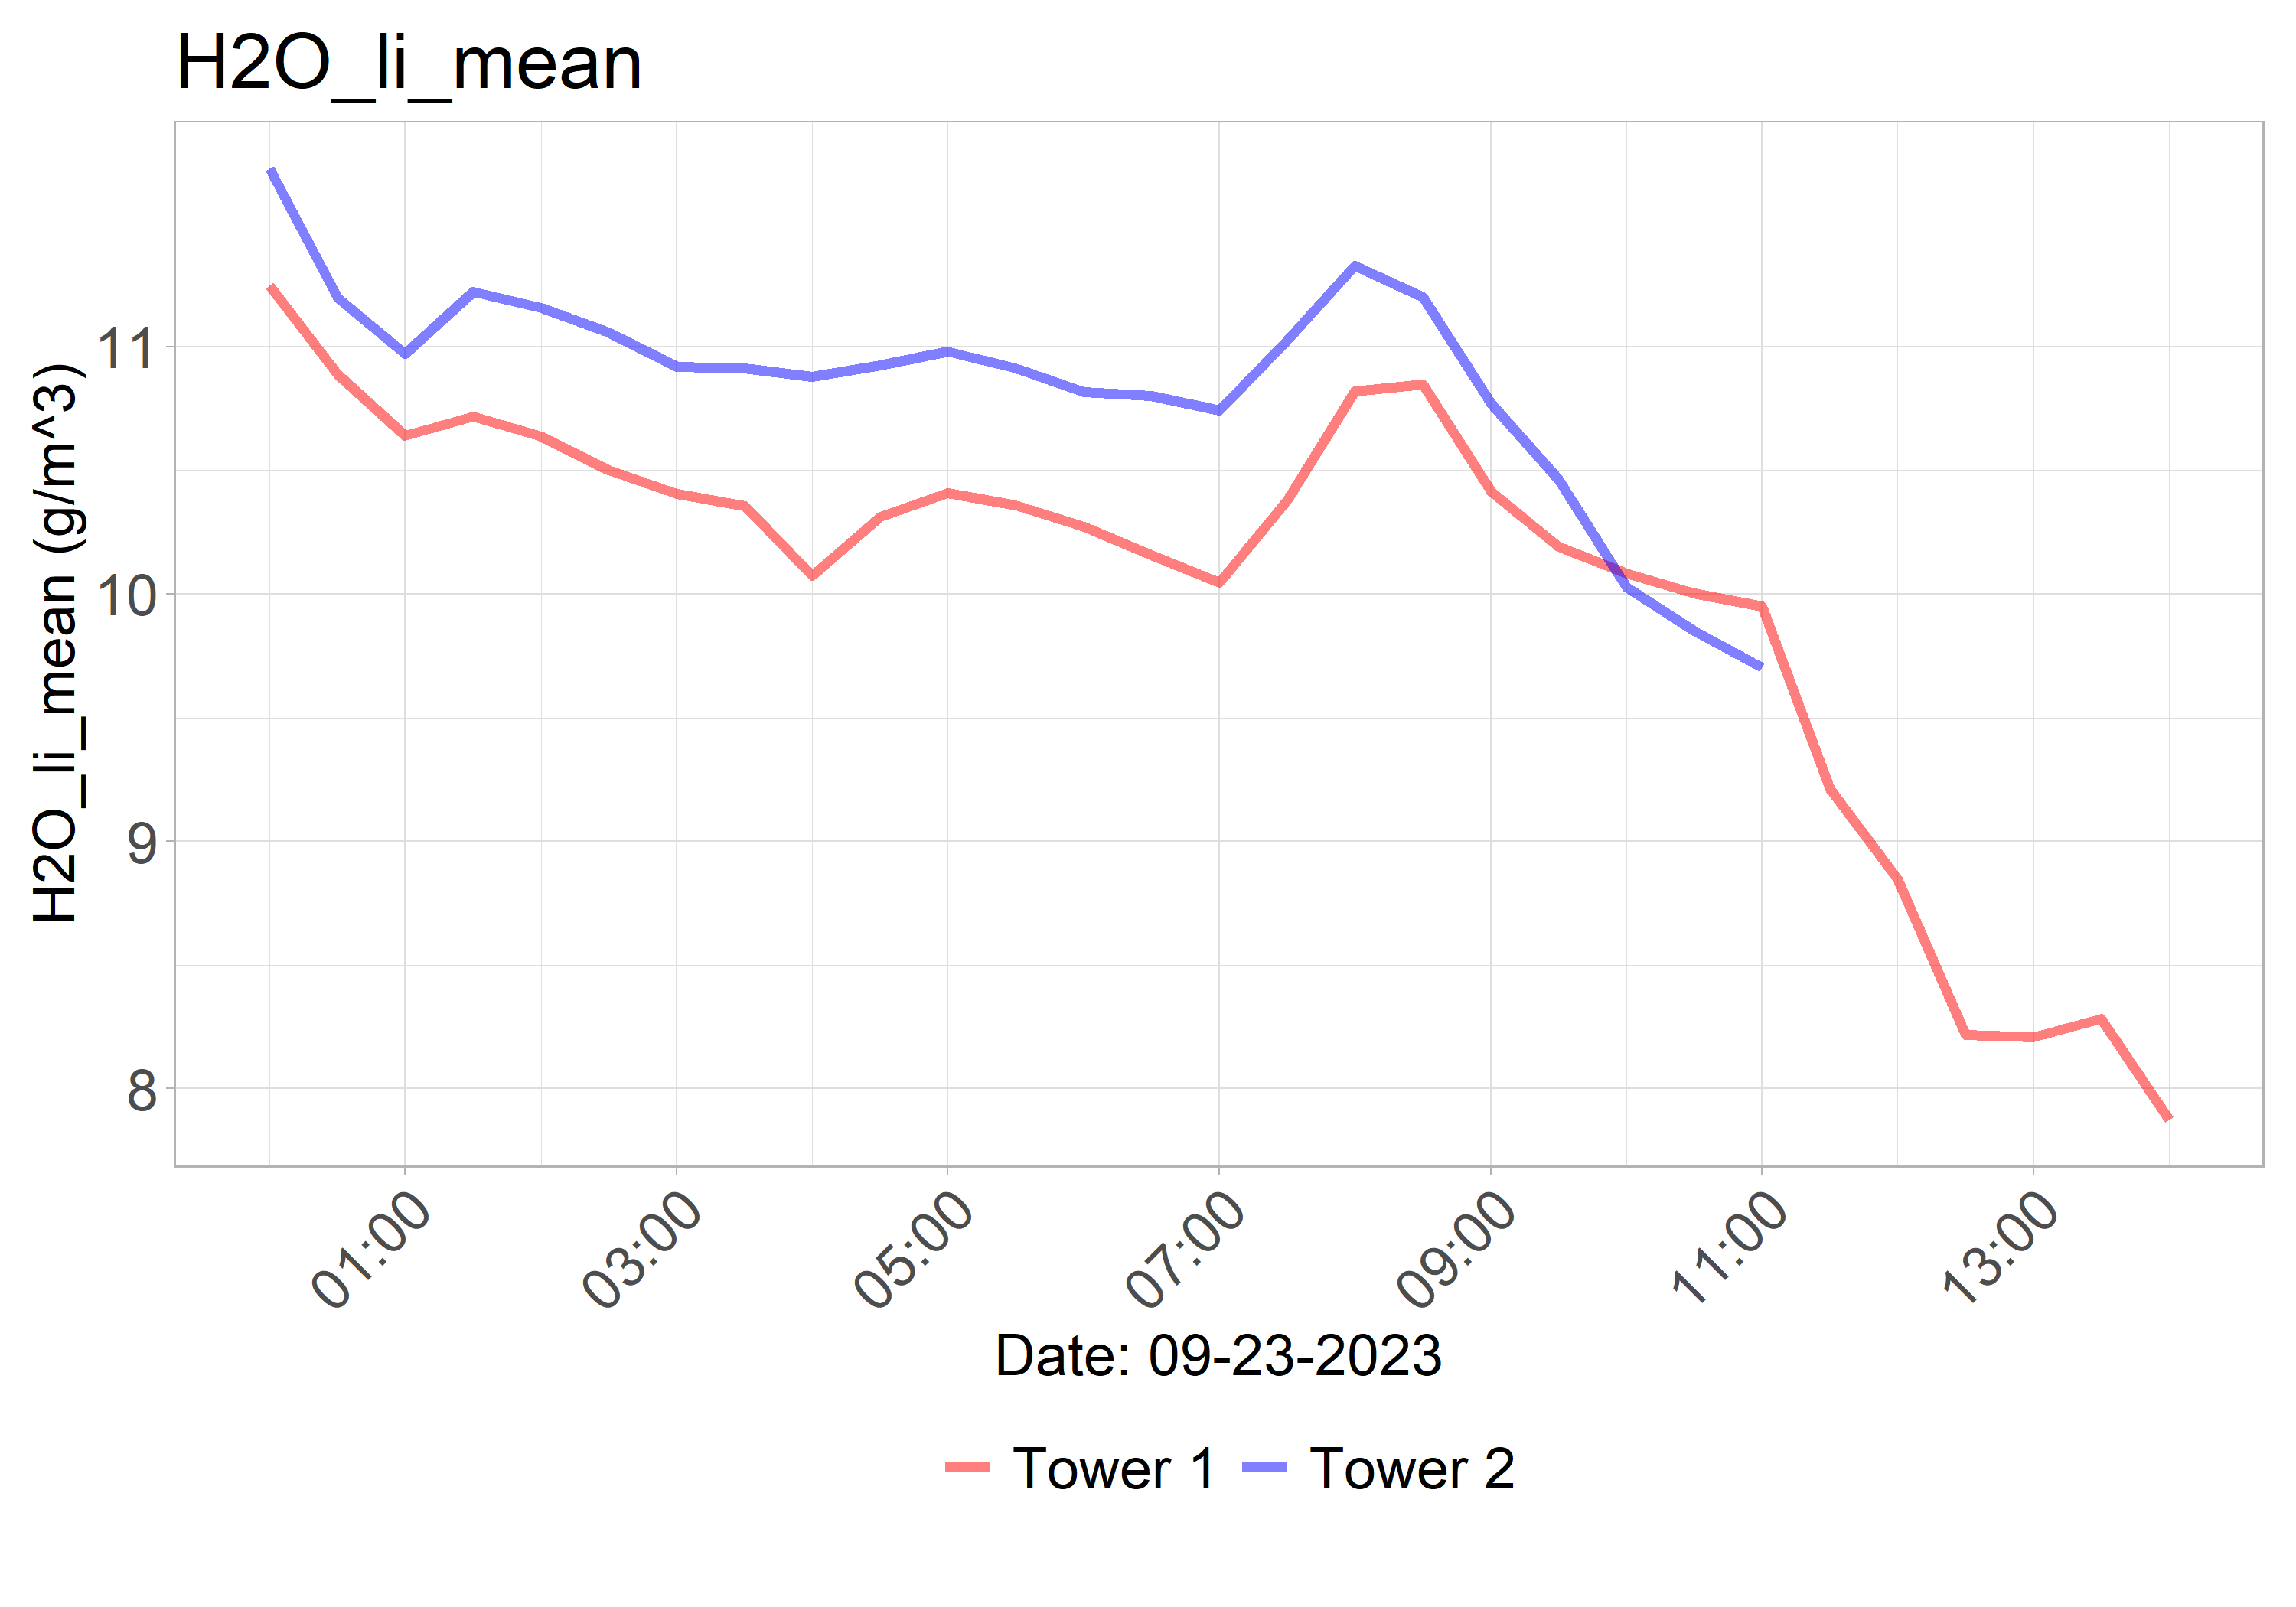 H2O_li_mean
H2O_li_mean (g/m^3)
11
10
9
8
01:00 03:00 05:00 07:00 09:00 11:00 13:00
Date: 09-23-2023
Tower 1 Tower 2